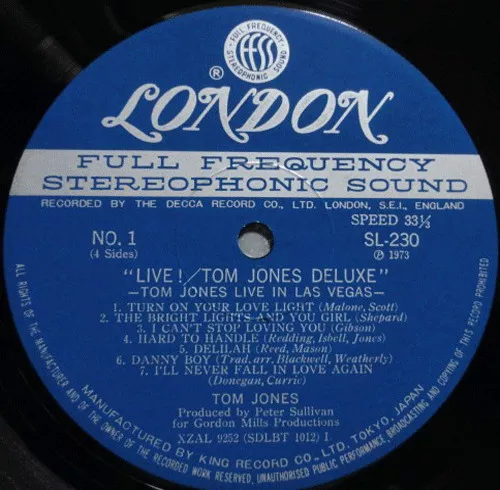 FULL FREQUENCY
ffss
STEREOPHONIC SOUND
® LONDON
FULL FREQUENCY
STEREOPHONIC SOUND
RECORDED BY THE DECCA RECORD CO., LTD. LONDON, S.E.I., ENGLAND
SPEED 33⅓
NO. 1
SL-230
(4 Sides)
Ⓟ 1973
"LIVE!/TOM JONES DELUXE"
—TOM JONES LIVE IN LAS VEGAS—
1. TURN ON YOUR LOVE LIGHT (Malone, Scott)
2. THE BRIGHT LIGHTS AND YOU GIRL (Shepard)
3. I CAN'T STOP LOVING YOU (Gibson)
4. HARD TO HANDLE (Redding, Isbell, Jones)
5. DELILAH (Reed, Mason)
6. DANNY BOY (Trad. arr. Blackwell, Weatherly)
7. I'LL NEVER FALL IN LOVE AGAIN
(Donegan, Currie)
TOM JONES
Produced by Peter Sullivan
for Gordon Mills Productions
XZAL 9252 (SDLBT 1012) I
MANUFACTURED BY KING RECORD CO., LTD. TOKYO, JAPAN
ALL RIGHTS OF THE MANUFACTURER AND OF THE OWNER OF THE RECORDED WORK RESERVED, UNAUTHORISED PUBLIC PERFORMANCE, BROADCASTING AND COPYING OF THIS RECORD PROHIBITED